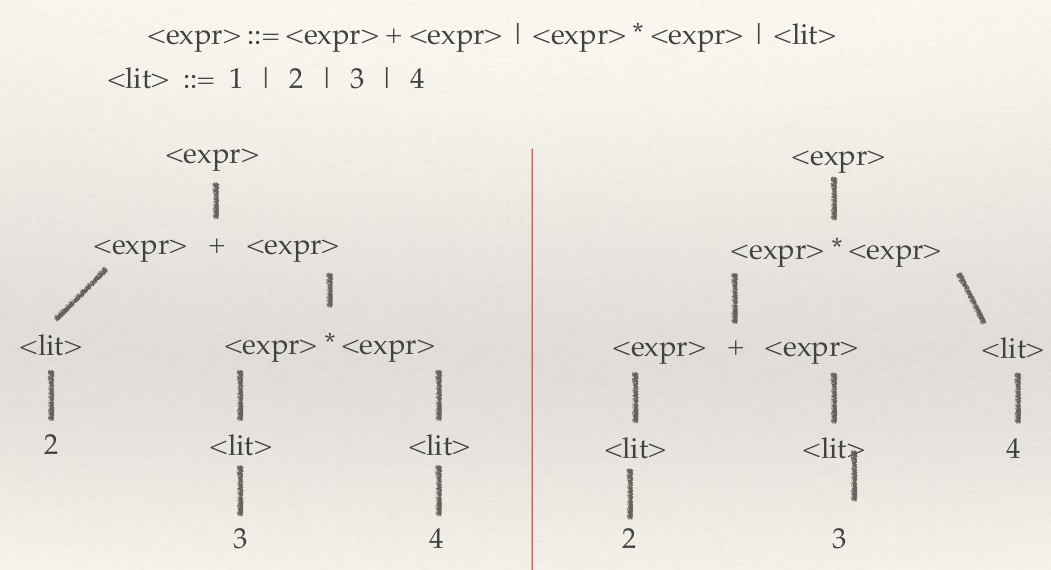 <expr> ::= <expr> + <expr> | <expr> * <expr> | <lit>
<lit> ::= 1 | 2 | 3 | 4
<expr>
<expr> + <expr>
<lit>
<expr> * <expr>
2
<lit>
<lit>
3
4
<expr>
<expr> * <expr>
<expr> + <expr>
<lit>
<lit>
<lit>
4
2
3